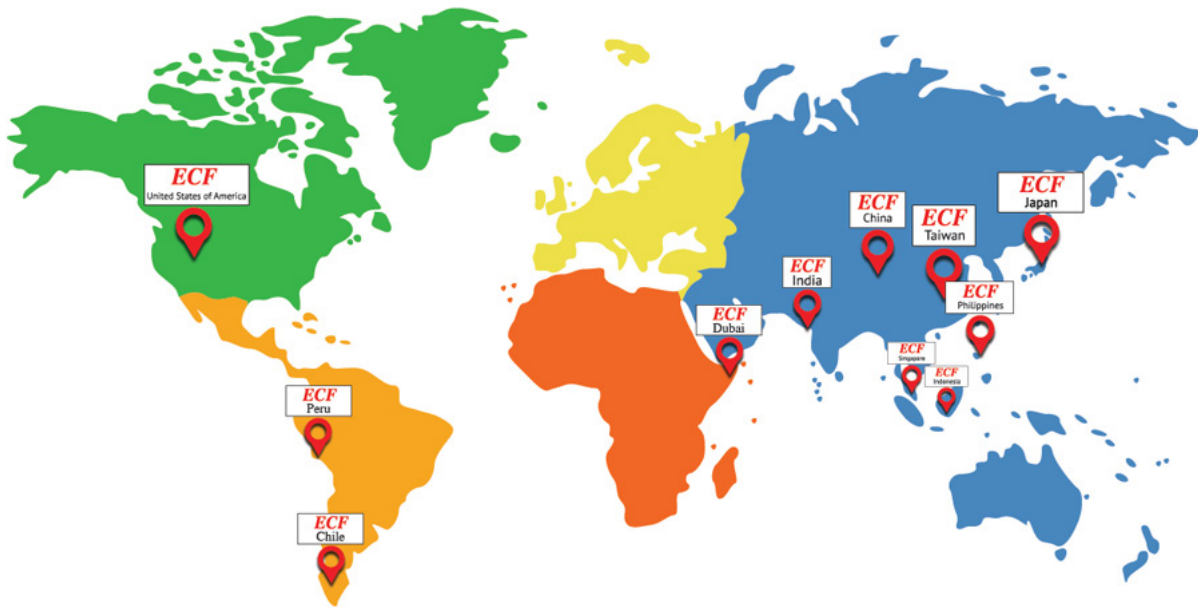 ECF
United States of America
ECF
Japan
ECF
China
ECF
Taiwan
ECF
India
ECF
Philippines
ECF
Dubai
ECF
Singapore
ECF
Indonesia
ECF
Peru
ECF
Chile